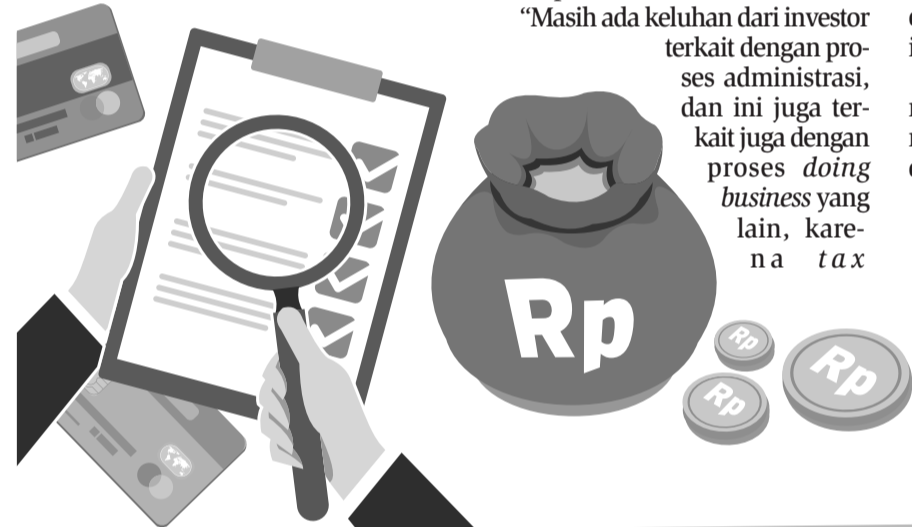 “Masih ada keluhan dari investor
terkait dengan pro-
ses administrasi,
dan ini juga ter-
kait juga dengan
proses doing
business yang
lain, kare-
na tax
Rp
Rp
Rp
Rp